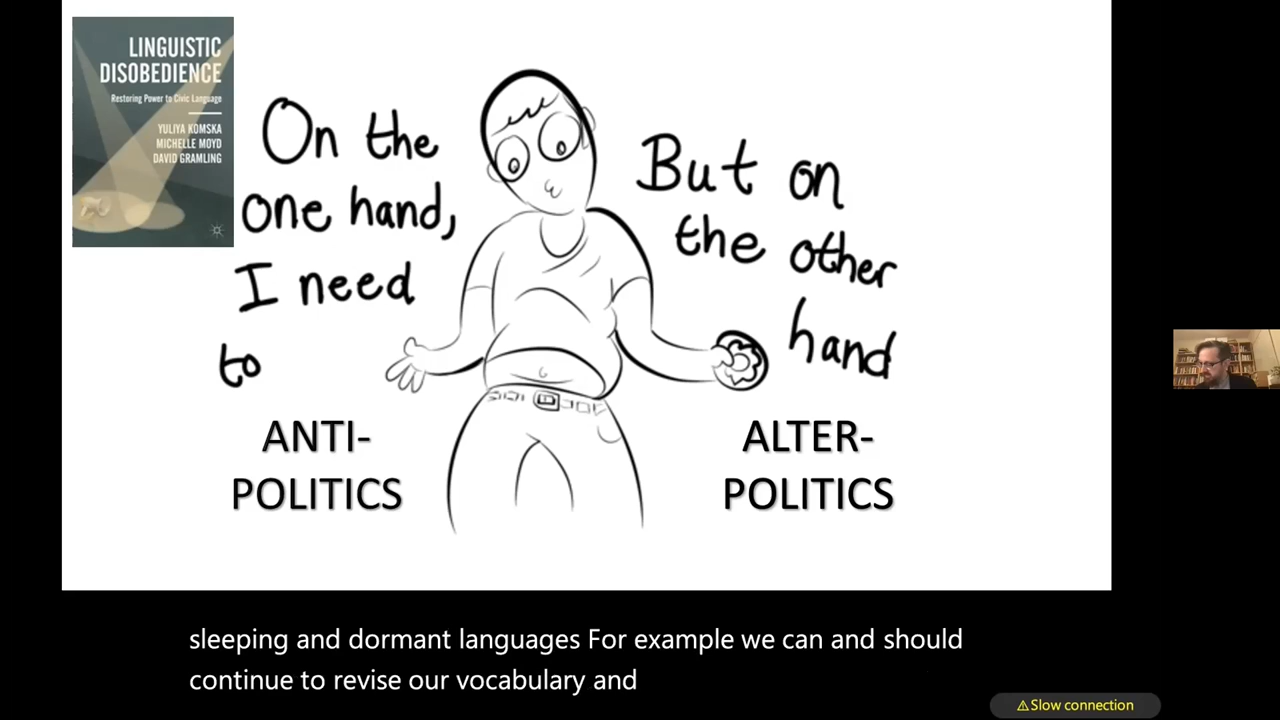 LINGUISTIC
DISOBEDIENCE
Restoring Power to Civic Language
YULIYA KOMSKA
MICHELLE MOYD
DAVID GRAMLING
On the
one hand,
I need
to
ANTI-
POLITICS
But on
the other
hand
ALTER-
POLITICS
sleeping and dormant languages For example we can and should
continue to revise our vocabulary and
⚠Slow connection